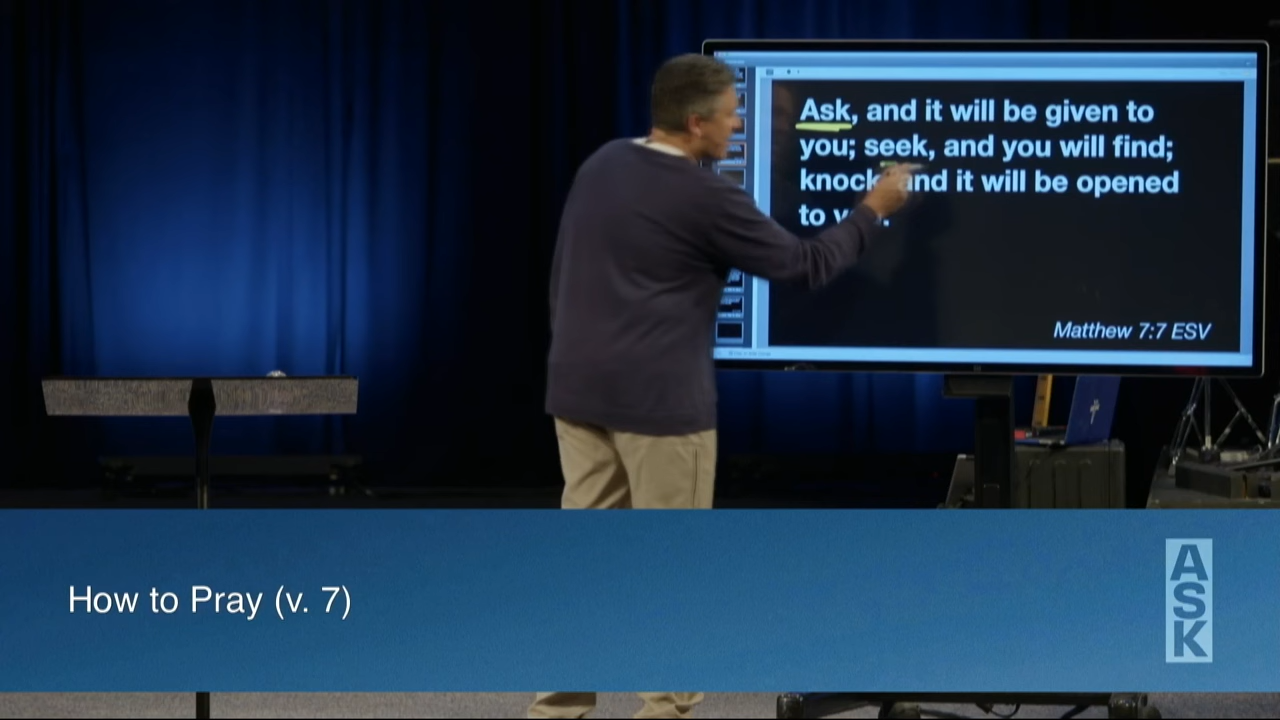 Ask, and it will be given to
you; seek, and you will find;
knock and it will be opened
to
Matthew 7:7 ESV
How to Pray (v. 7)
ASK